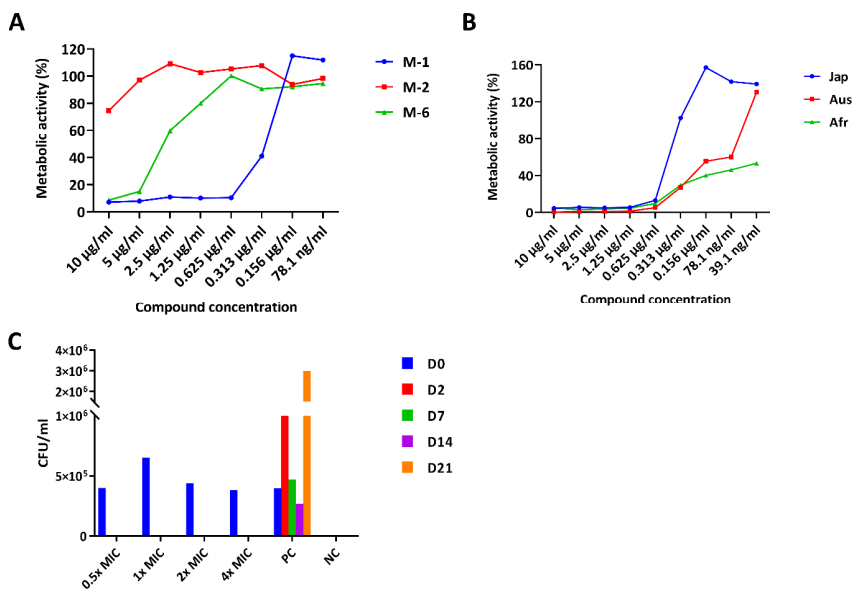 A
Metabolic activity (%)
120
100
80
60
40
20
0
10 µg/ml
5 µg/ml
2.5 µg/ml
1.25 µg/ml
0.625 µg/ml
0.313 µg/ml
0.156 µg/ml
78.1 ng/ml
Compound concentration
M-1
M-2
M-6
B
Metabolic activity (%)
160
120
80
40
0
10 µg/ml
5 µg/ml
2.5 µg/ml
1.25 µg/ml
0.625 µg/ml
0.313 µg/ml
0.156 µg/ml
78.1 ng/ml
39.1 ng/ml
Compound concentration
Jap
Aus
Afr
C
CFU/ml
4×10⁶
3×10⁶
2×10⁶
1×10⁶
5×10⁵
0
0.5x MIC
1x MIC
2x MIC
4x MIC
PC
NC
D0
D2
D7
D14
D21